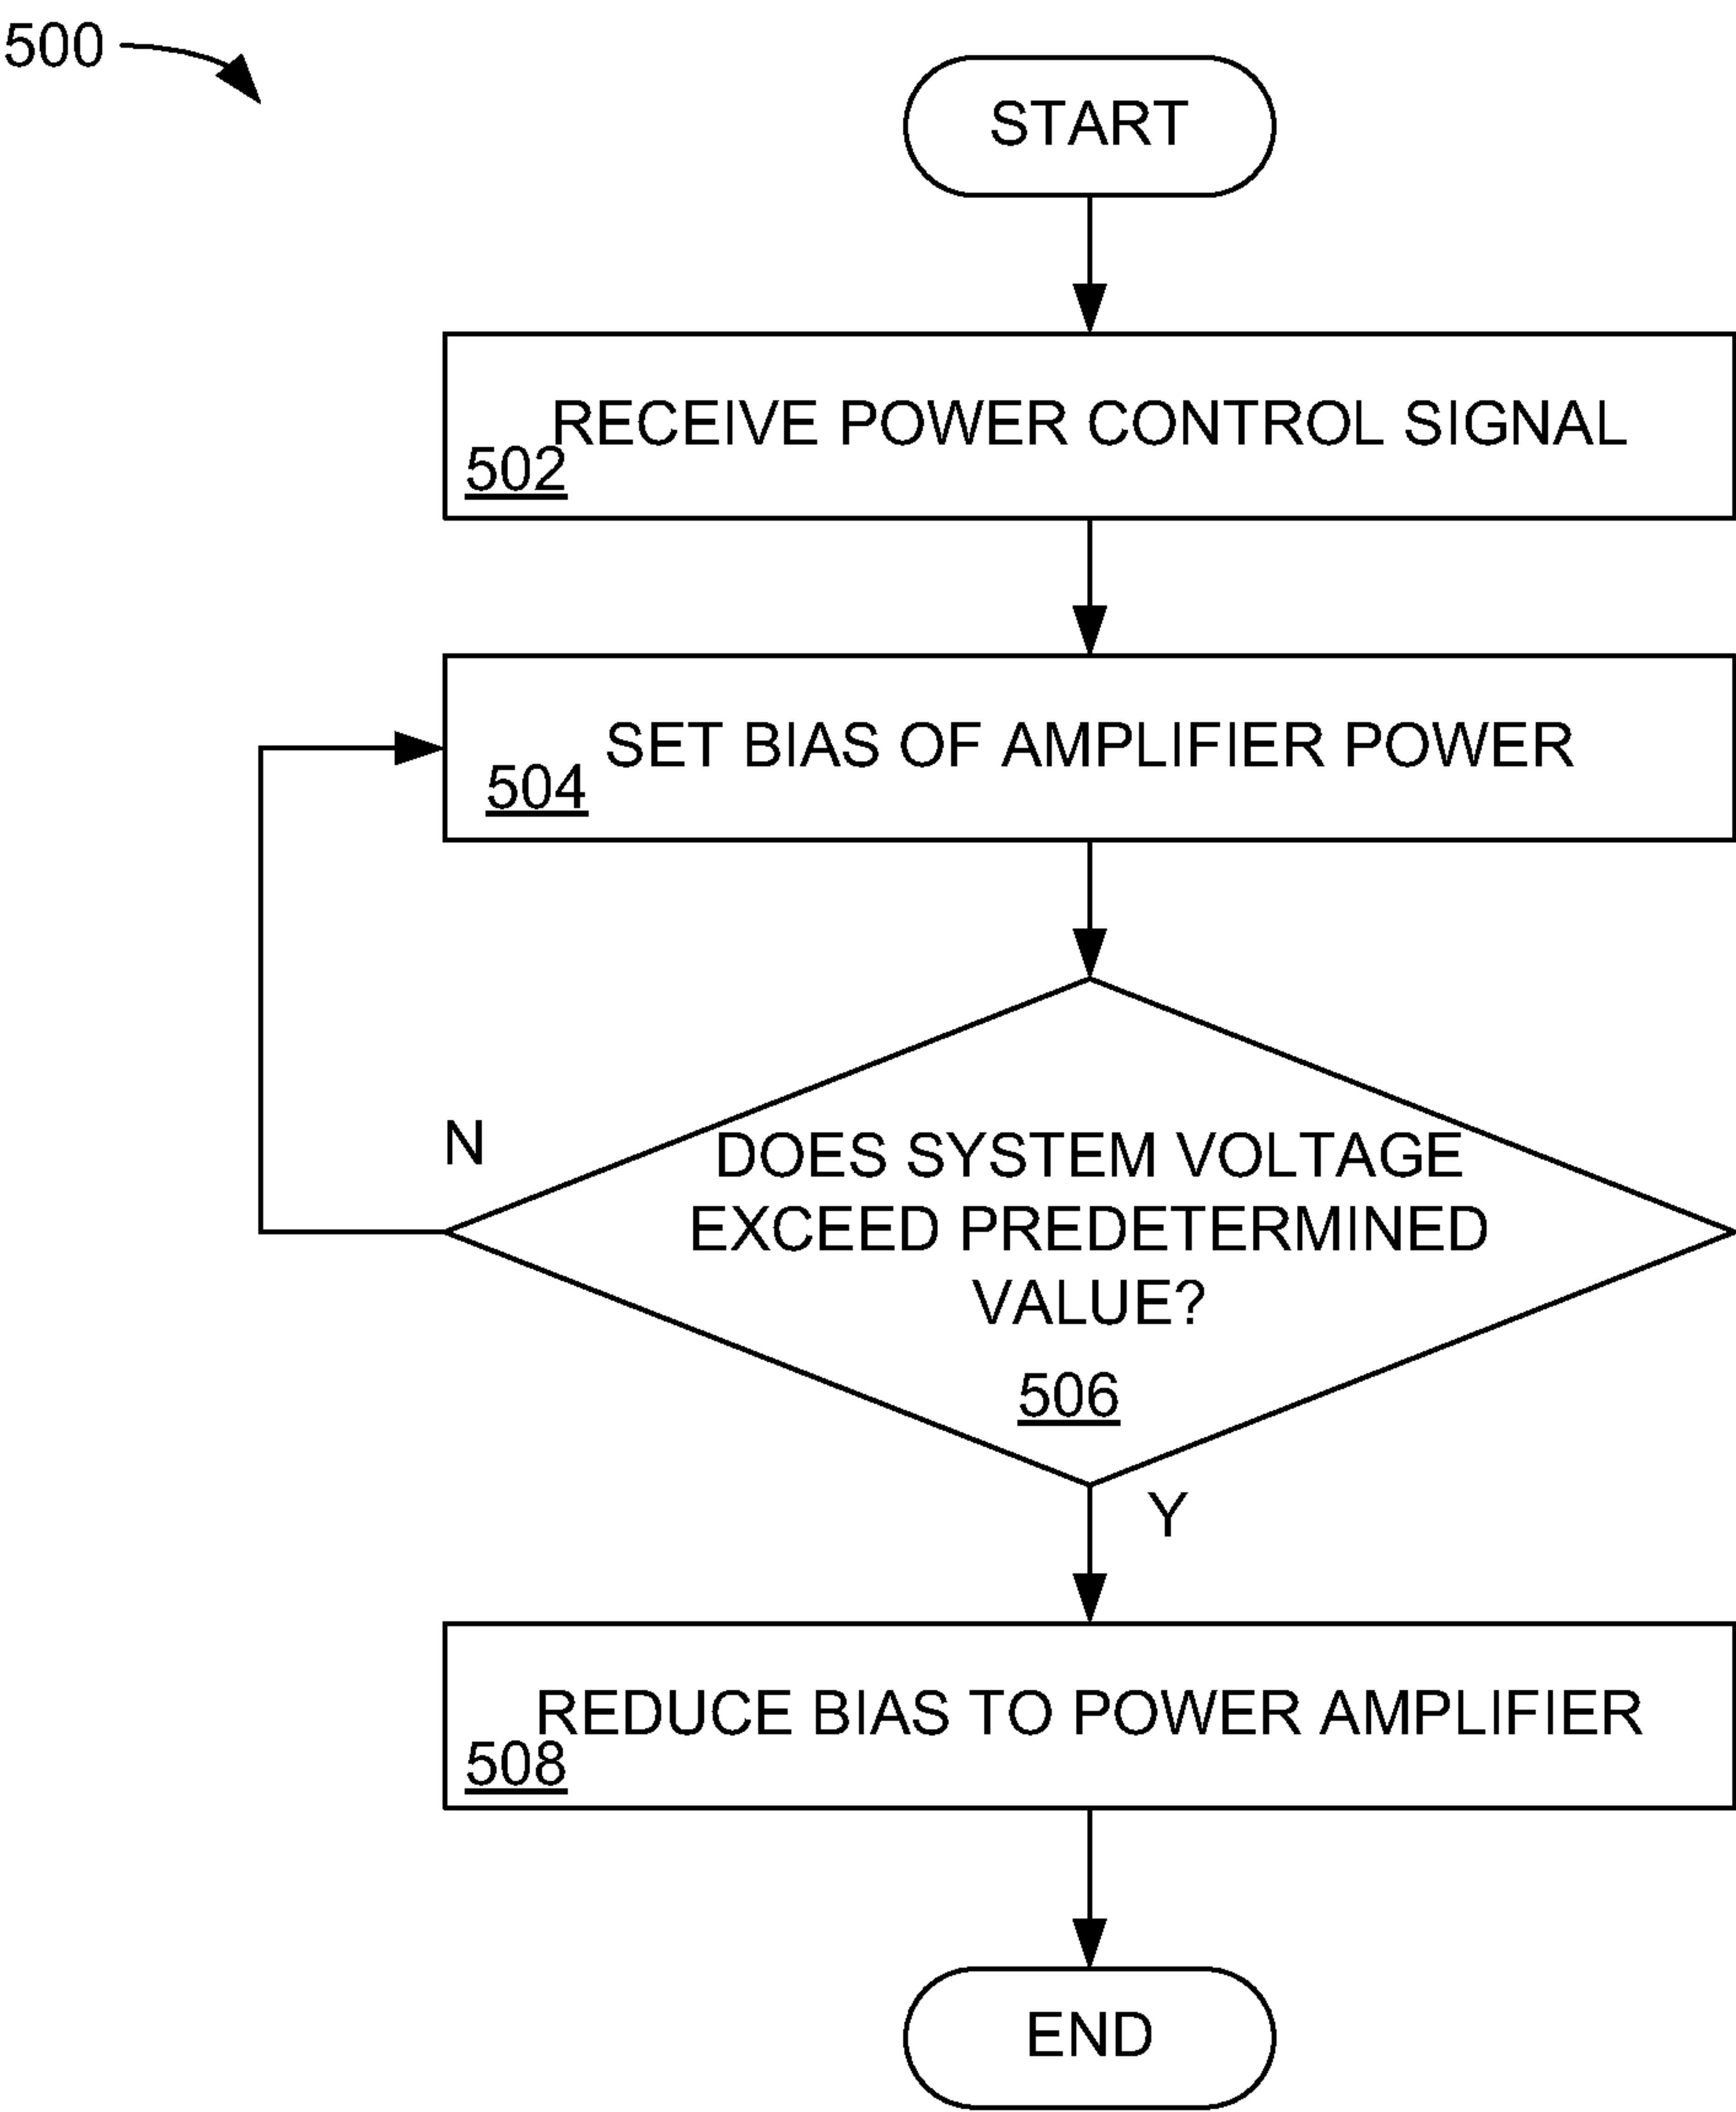 500
START
RECEIVE POWER CONTROL SIGNAL
502
SET BIAS OF AMPLIFIER POWER
504
N
DOES SYSTEM VOLTAGE
EXCEED PREDETERMINED
VALUE?
506
Y
REDUCE BIAS TO POWER AMPLIFIER
508
END